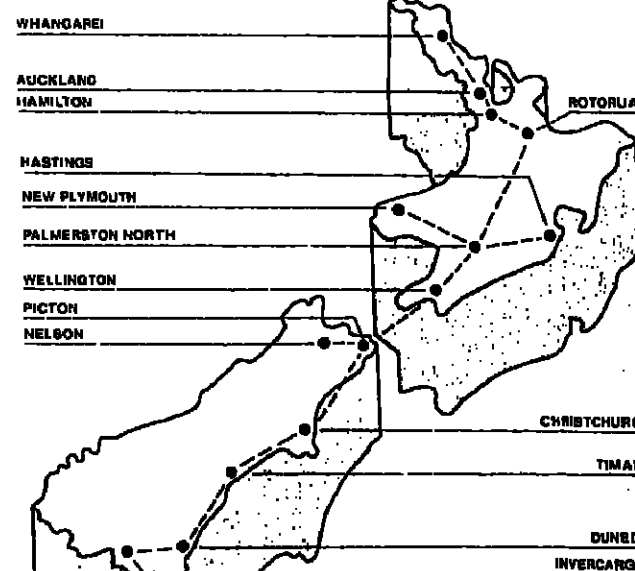 WHANGAREI
AUCKLAND
HAMILTON
ROTORUA
HASTINGS
NEW PLYMOUTH
PALMERSTON NORTH
WELLINGTON
PICTON
NELSON
CHRISTCHURC
TIMA
DUNED
INVERCARG